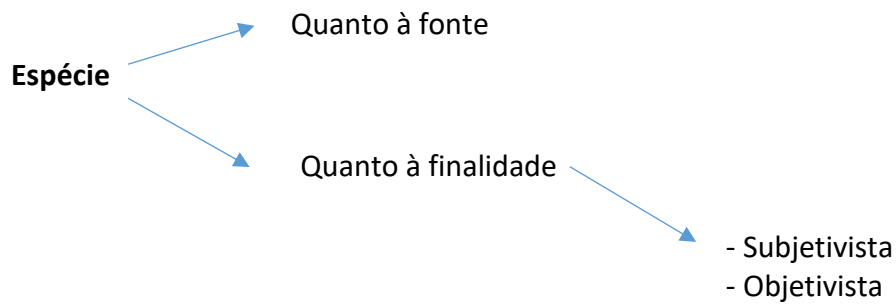 Quanto à fonte
Espécie
Quanto à finalidade
- Subjetivista
- Objetivista